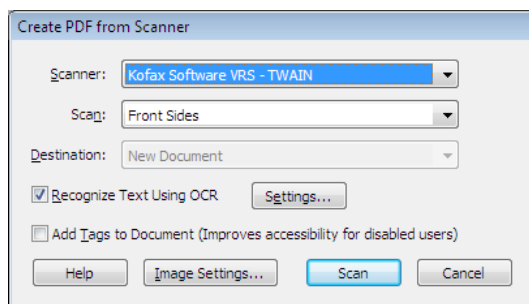 Create PDF from Scanner
Scanner: Kofax Software VRS - TWAIN
Scan: Front Sides
Destination: New Document
Recognize Text Using OCR Settings...
Add Tags to Document (Improves accessibility for disabled users)
Help Image Settings... Scan Cancel